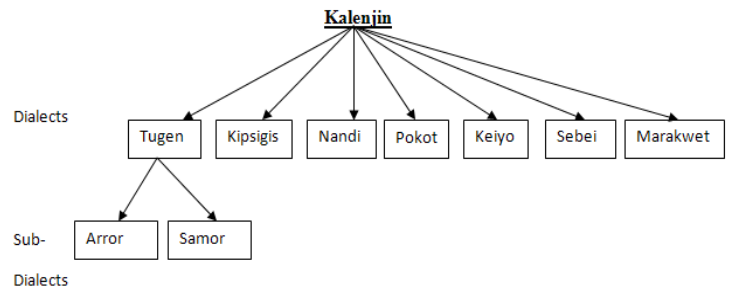 Kalenjin
Dialects
Tugen Kipsigis Nandi Pokot Keiyo Sebei Marakwet
Sub- Arror Samor
Dialects